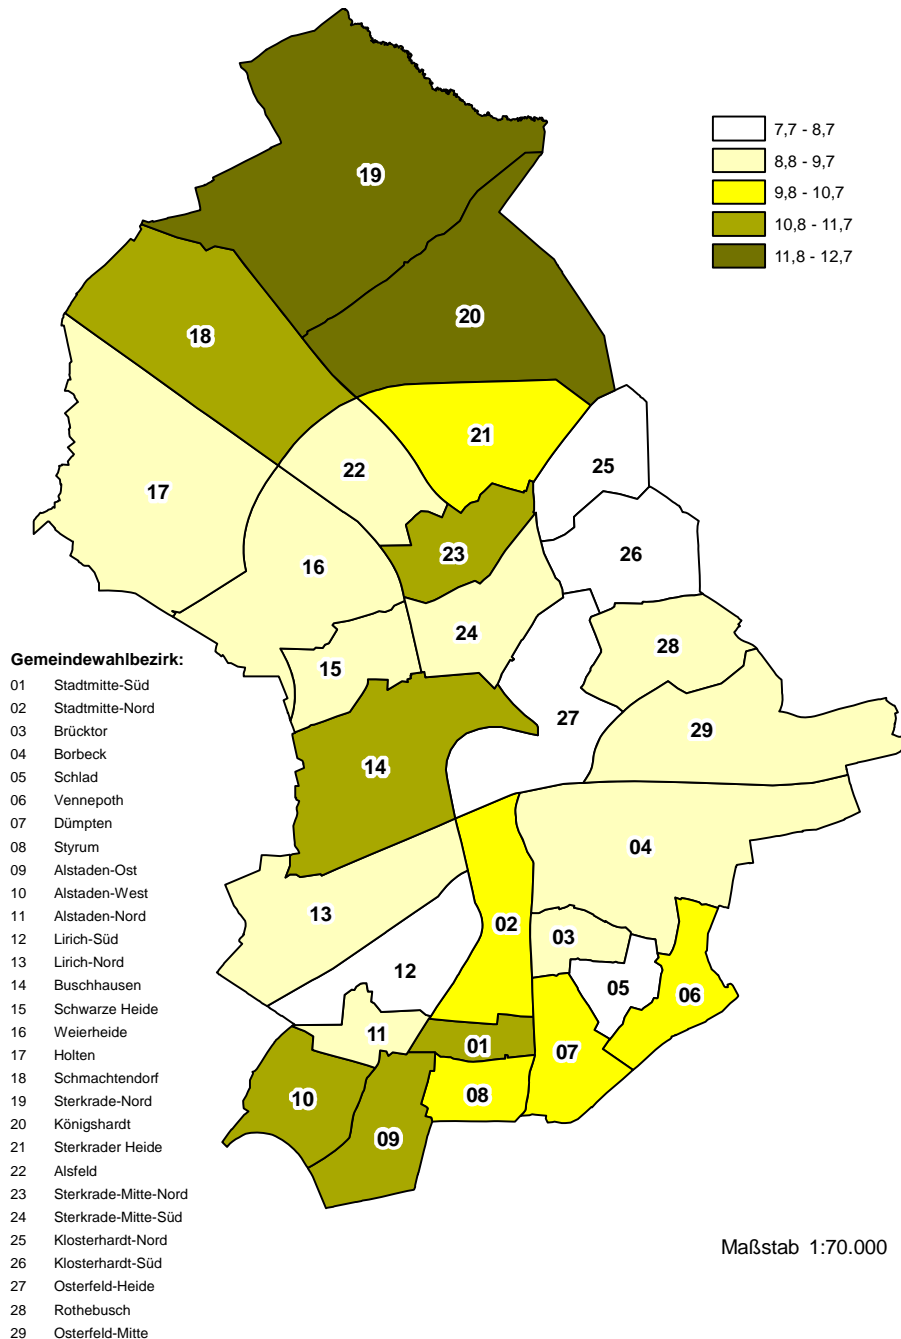 7,7 - 8,7
8,8 - 9,7
9,8 - 10,7
10,8 - 11,7
11,8 - 12,7
19
20
18
21
22
17
25
23
26
16
24
28
15
27
29
14
04
13
02
03
12
05
06
11
01
07
08
10
09
Gemeindewahlbezirk:
01 Stadtmitte-Süd
02 Stadtmitte-Nord
03 Brücktor
04 Borbeck
05 Schlad
06 Vennepoth
07 Dümpten
08 Styrum
09 Alstaden-Ost
10 Alstaden-West
11 Alstaden-Nord
12 Lirich-Süd
13 Lirich-Nord
14 Buschhausen
15 Schwarze Heide
16 Weierheide
17 Holten
18 Schmachtendorf
19 Sterkrade-Nord
20 Königshardt
21 Sterkrader Heide
22 Alsfeld
23 Sterkrade-Mitte-Nord
24 Sterkrade-Mitte-Süd
25 Klosterhardt-Nord
26 Klosterhardt-Süd
27 Osterfeld-Heide
28 Rothebusch
29 Osterfeld-Mitte
Maßstab 1:70.000